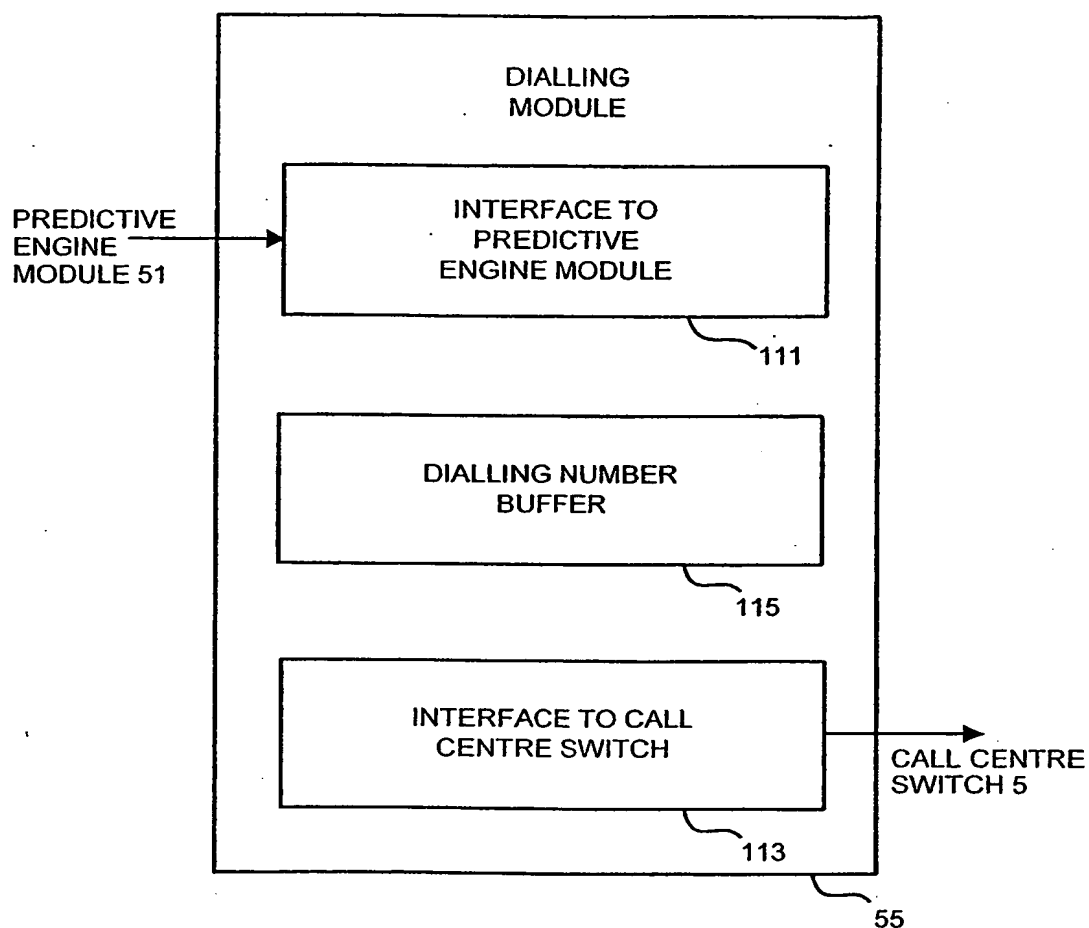 DIALLING
MODULE
PREDICTIVE
ENGINE
MODULE 51
INTERFACE TO
PREDICTIVE
ENGINE MODULE
111
DIALLING NUMBER
BUFFER
115
INTERFACE TO CALL
CENTRE SWITCH
CALL CENTRE
SWITCH 5
113
55